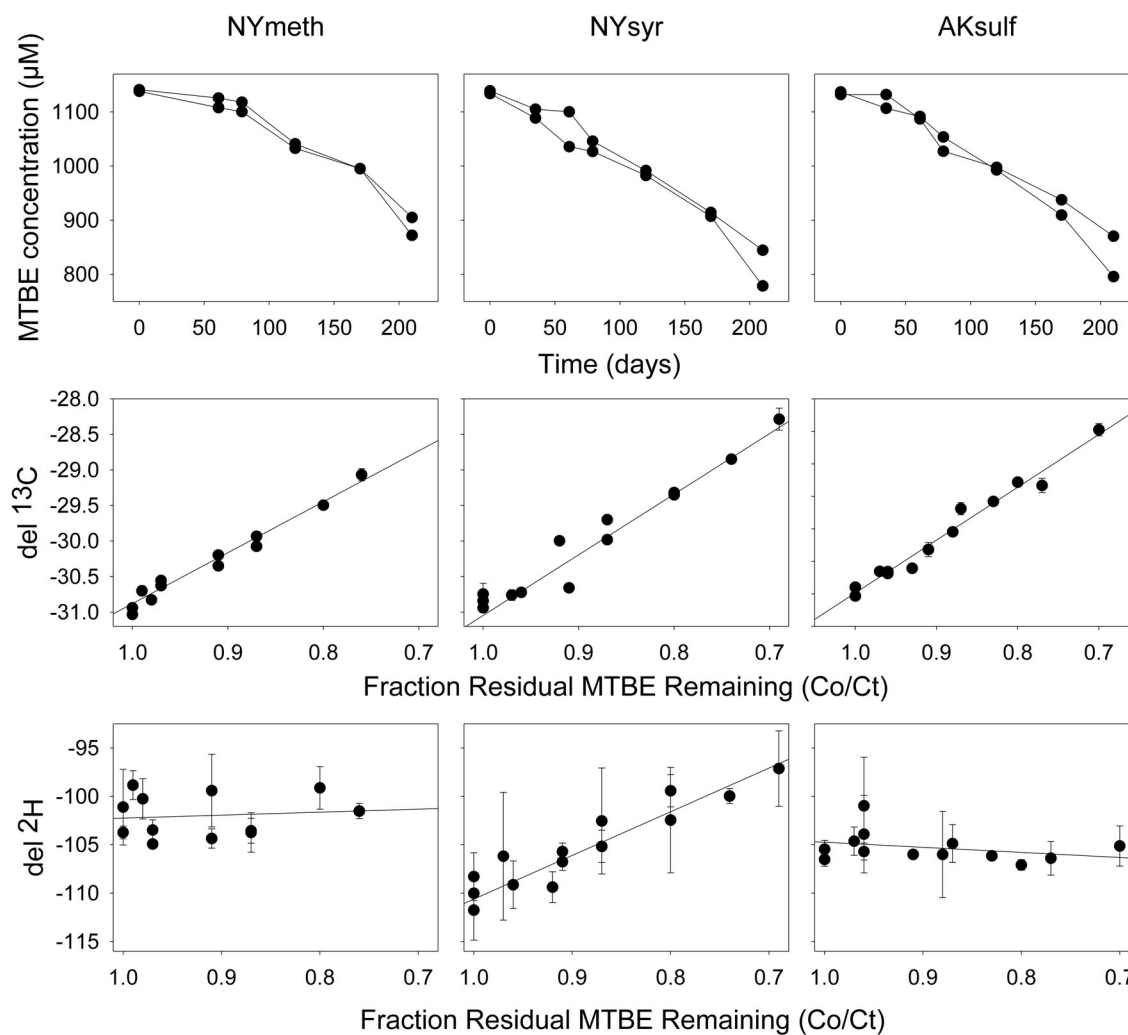 NYmeth NYsyr AKsulf
MTBE concentration (µM)
1100
1000
900
800
0 50 100 150 200 0 50 100 150 200 0 50 100 150 200
Time (days)
del 13C
-28.0
-28.5
-29.0
-29.5
-30.0
-30.5
-31.0
1.0 0.9 0.8 0.7 1.0 0.9 0.8 0.7 1.0 0.9 0.8 0.7
Fraction Residual MTBE Remaining (Co/Ct)
del 2H
-95
-100
-105
-110
-115
1.0 0.9 0.8 0.7 1.0 0.9 0.8 0.7 1.0 0.9 0.8 0.7
Fraction Residual MTBE Remaining (Co/Ct)